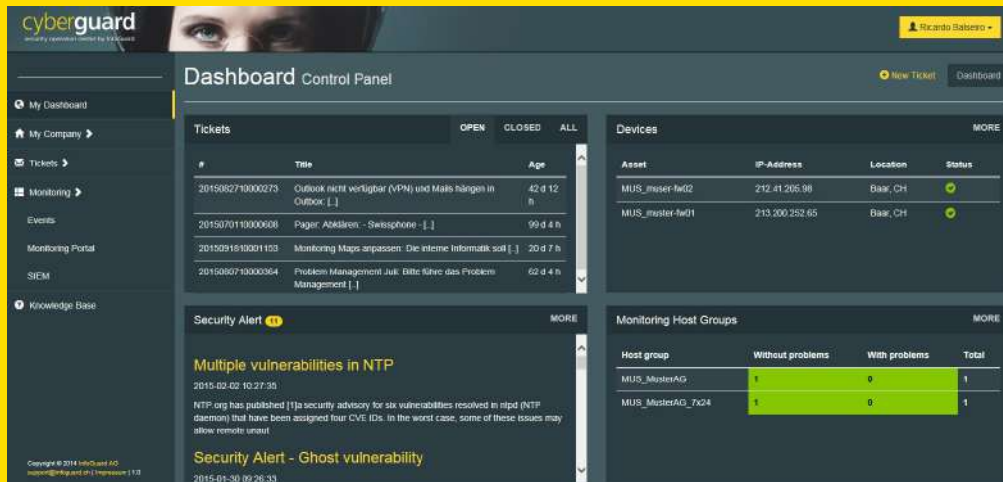 cyberguard
security operation center by InfoGuard
Ricardo Balseiro
Dashboard Control Panel
New Ticket
Dashboard
My Dashboard
My Company
Tickets
Monitoring
Events
Monitoring Portal
SIEM
Knowledge Base
Tickets OPEN CLOSED ALL
# Title Age
2015082710000273 Outlook nicht verfügbar (VPN) und Mails hängen in Outbox: [..] 42 d 12 h
2015070110000608 Pager: Abklären: - Swissphone - [..] 99 d 4 h
2015091810001153 Monitoring Maps anpassen: Die interne Informatik soll [..] 20 d 7 h
2015080710000364 Problem Management Juli: Bitte führe das Problem Management [..] 62 d 4 h
Devices MORE
Asset IP-Address Location Status
MUS_muser-fw02 212.41.205.98 Baar, CH
MUS_muster-fw01 213.200.252.65 Baar, CH
Security Alert 11 MORE
Multiple vulnerabilities in NTP
2015-02-02 10:27:35
NTP.org has published [1]a security advisory for six vulnerabilities resolved in ntpd (NTP
daemon) that have been assigned four CVE IDs. In the worst case, some of these issues may
allow remote unaut
Security Alert - Ghost vulnerability
2015-01-30 09:26:33
Monitoring Host Groups MORE
Host group Without problems With problems Total
MUS_MusterAG 1 0 1
MUS_MusterAG_7x24 1 0 1
Copyright © 2014 InfoGuard AG
support@infoguard.ch | Impressum | 1.0